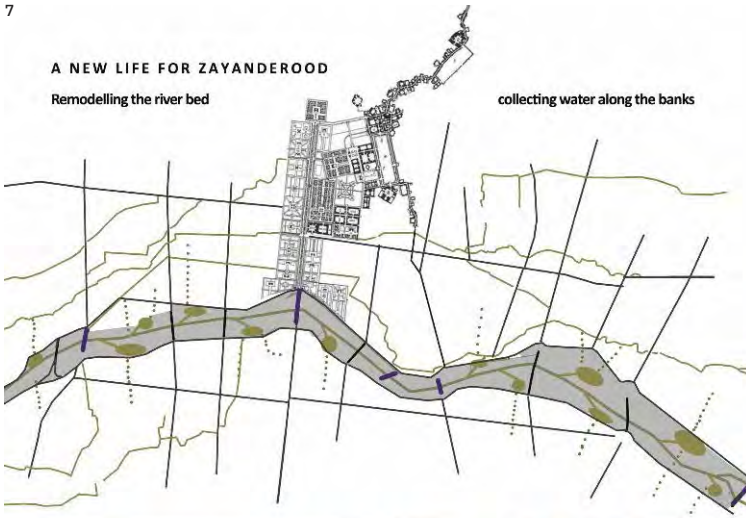 7
A NEW LIFE FOR ZAYANDEROOD
Remodelling the river bed
collecting water along the banks